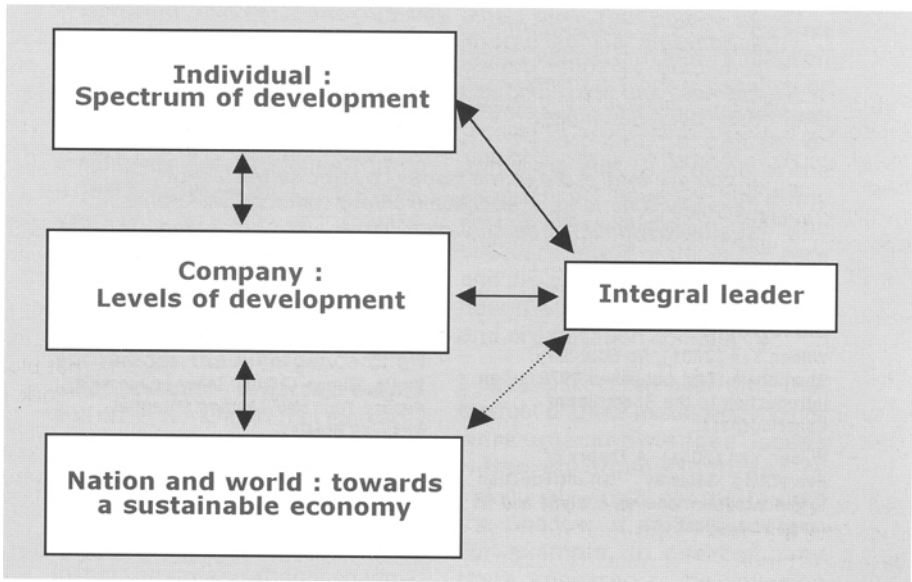 Individual :
Spectrum of development
Company :
Levels of development
Integral leader
Nation and world : towards
a sustainable economy